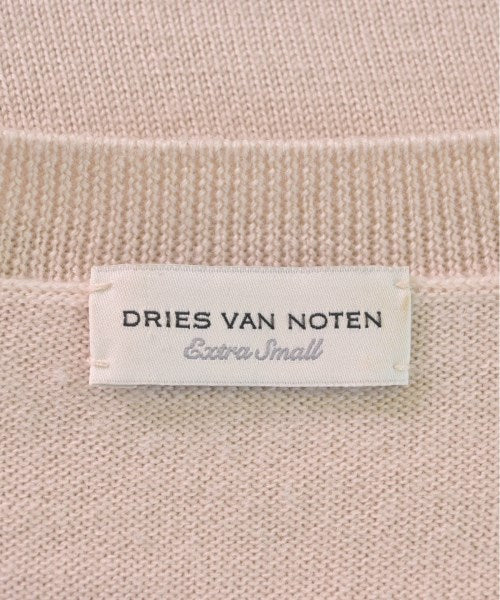 DRIES VAN NOTEN
Extra Small